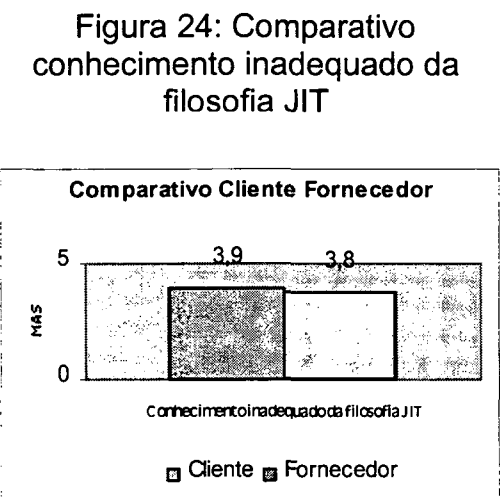 Figura 24: Comparativo
conhecimento inadequado da
filosofia JIT
Comparativo Cliente Fornecedor
3,9 3,8
5
MAS
0
Conhecimento inadequado da filosofia JIT
Cliente Fornecedor